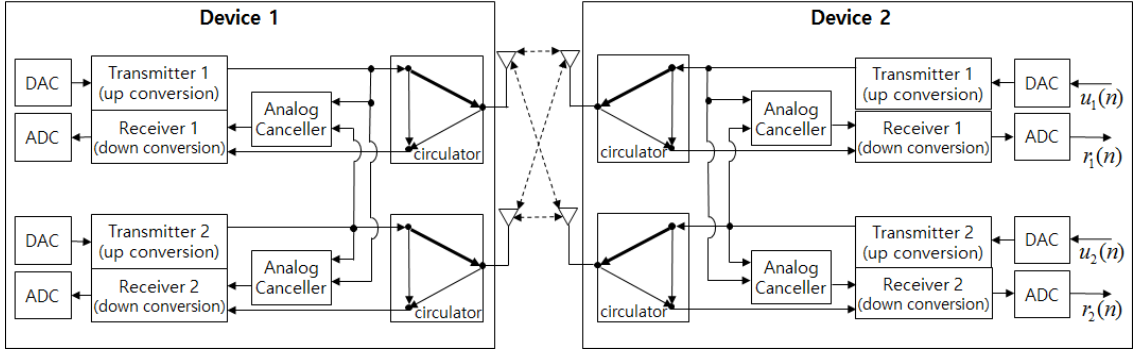 Device 1
Device 2
DAC
Transmitter 1
(up conversion)
ADC
Receiver 1
(down conversion)
Analog
Canceller
circulator
Transmitter 1
(up conversion)
DAC
u₁(n)
Analog
Canceller
Receiver 1
(down conversion)
ADC
r₁(n)
circulator
DAC
Transmitter 2
(up conversion)
ADC
Receiver 2
(down conversion)
Analog
Canceller
circulator
Transmitter 2
(up conversion)
DAC
u₂(n)
Analog
Canceller
Receiver 2
(down conversion)
ADC
r₂(n)
circulator